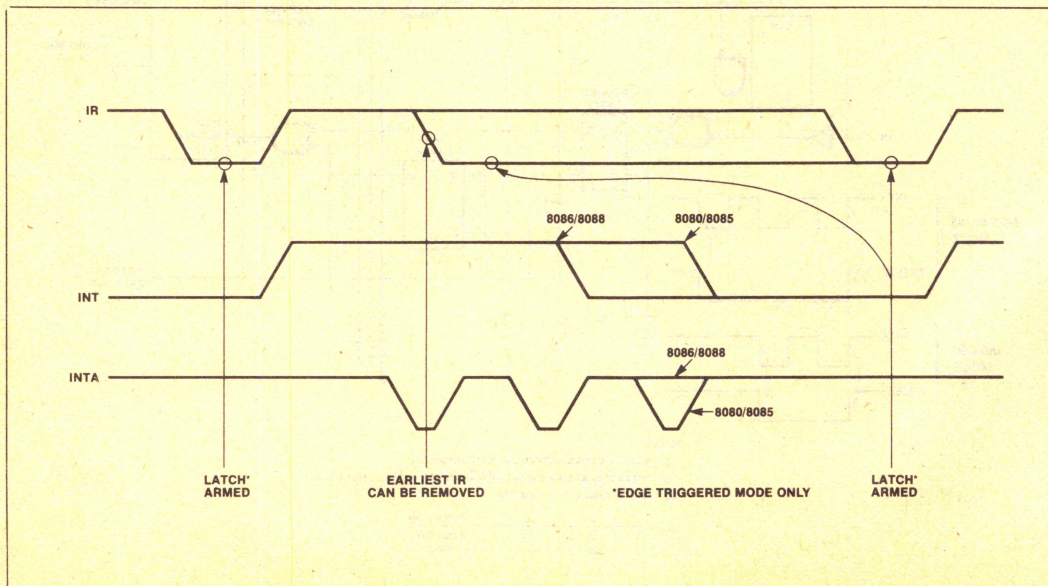 IR
8086/8088
8080/8085
INT
8086/8088
INTA
8080/8085
LATCH*
ARMED
EARLIEST IR
CAN BE REMOVED
*EDGE TRIGGERED MODE ONLY
LATCH*
ARMED